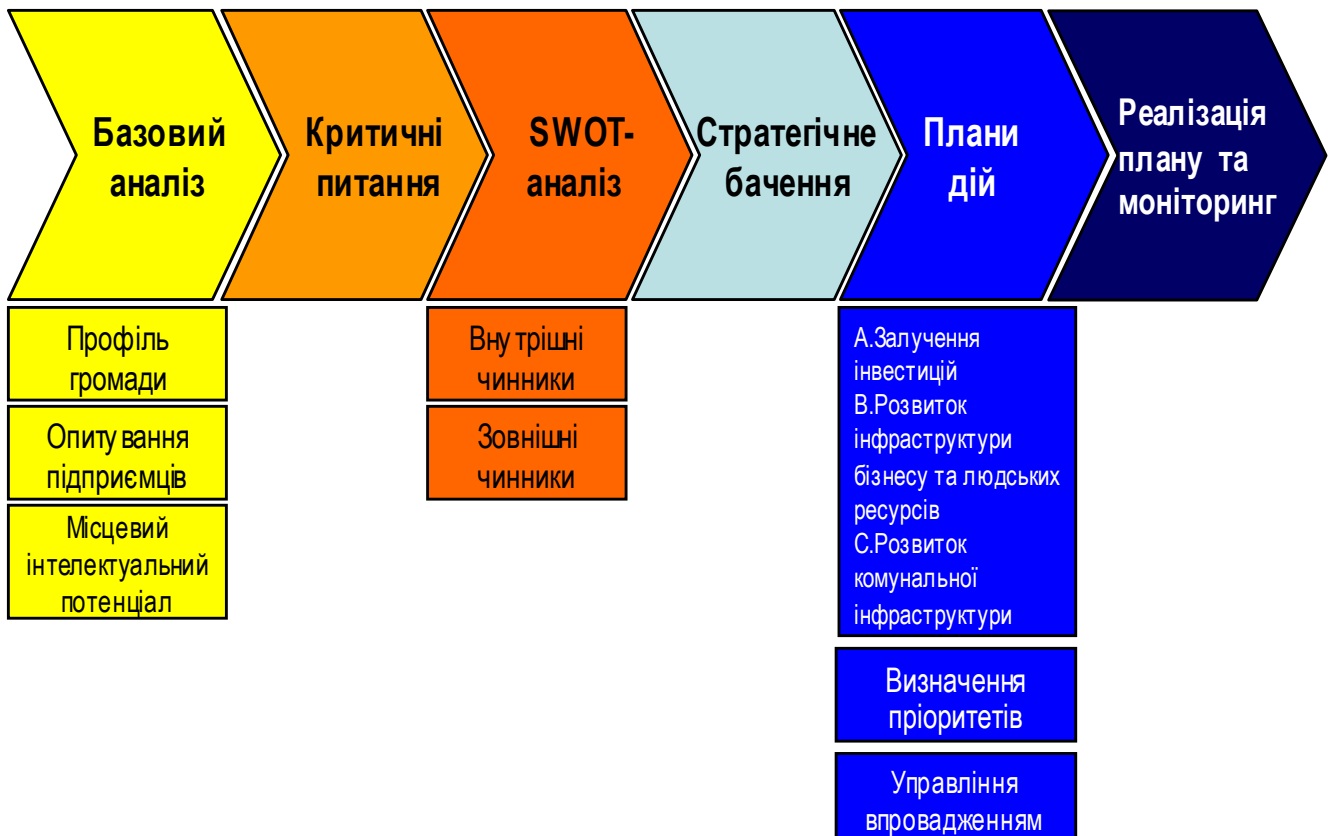 Базовий
аналіз
Критичні
питання
SWOT-
аналіз
Стратегічне
бачення
Плани
дій
Реалізація
плану та
моніторинг
Профіль
громади
Опитування
підприємців
Місцевий
інтелектуальний
потенціал
Внутрішні
чинники
Зовнішні
чинники
А.Залучення
інвестицій
В.Розвиток
інфраструктури
бізнесу та людських
ресурсів
С.Розвиток
комунальної
інфраструктури
Визначення
пріоритетів
Управління
впровадженням